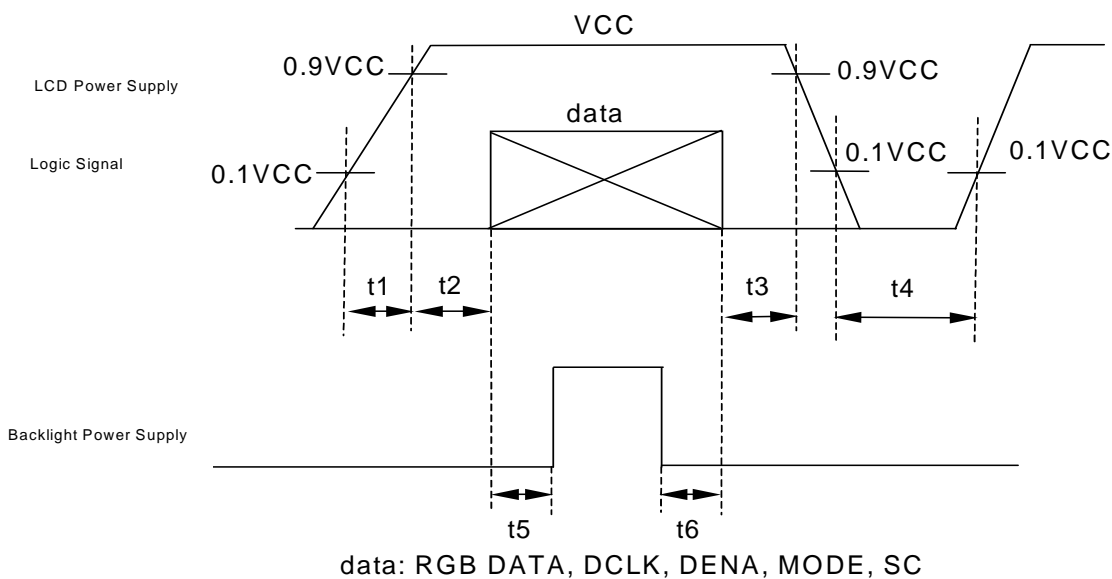 VCC
0.9VCC
0.9VCC
LCD Power Supply
data
Logic Signal
0.1VCC
0.1VCC
0.1VCC
t1
t2
t3
t4
Backlight Power Supply
t5
t6
data: RGB DATA, DCLK, DENA, MODE, SC